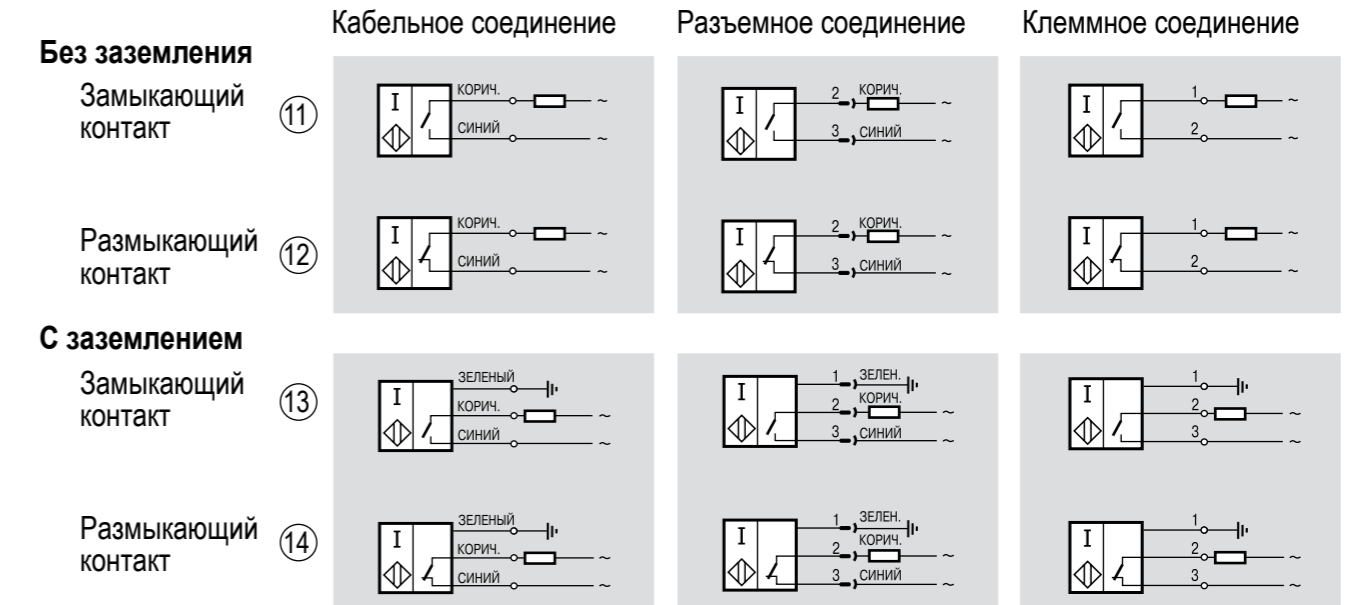 Кабельное соединение
Разъемное соединение
Клеммное соединение
Без заземления
Замыкающий
контакт
11
I
КОРИЧ.
~
СИНИЙ
~
I
2 КОРИЧ.
~
3 СИНИЙ
~
I
1
~
2
~
Размыкающий
контакт
12
I
КОРИЧ.
~
СИНИЙ
~
I
2 КОРИЧ.
~
3 СИНИЙ
~
I
1
~
2
~
С заземлением
Замыкающий
контакт
13
I
ЗЕЛЕНЫЙ
КОРИЧ.
~
СИНИЙ
~
I
1 ЗЕЛЕН.
2 КОРИЧ.
~
3 СИНИЙ
~
I
1
2
~
3
~
Размыкающий
контакт
14
I
ЗЕЛЕНЫЙ
КОРИЧ.
~
СИНИЙ
~
I
1 ЗЕЛЕН.
2 КОРИЧ.
~
3 СИНИЙ
~
I
1
2
~
3
~